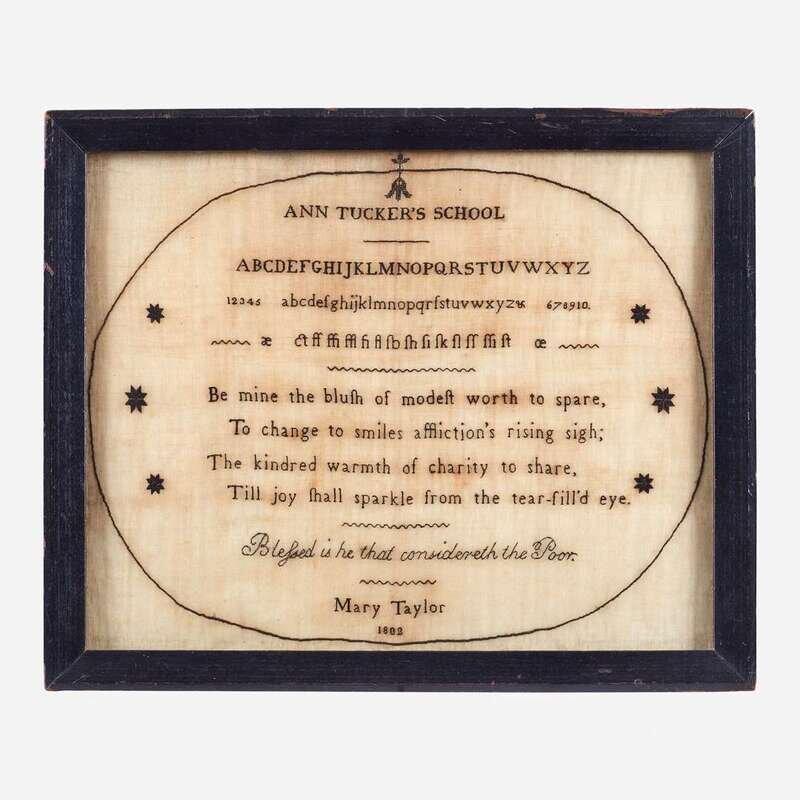 ANN TUCKER'S SCHOOL
ABCDEFGHIJKLMNOPQRSTUVWXYZ
12345 abcdefghijklmnopqrſstuvwxyz& 678910.
æ œ
Be mine the bluſh of modeſt worth to spare,
To change to smiles affliction's rising sigh;
The kindred warmth of charity to share,
Till joy ſhall sparkle from the tear-fill'd eye.
Bleſsed is he that considereth the Poor.
Mary Taylor
1802